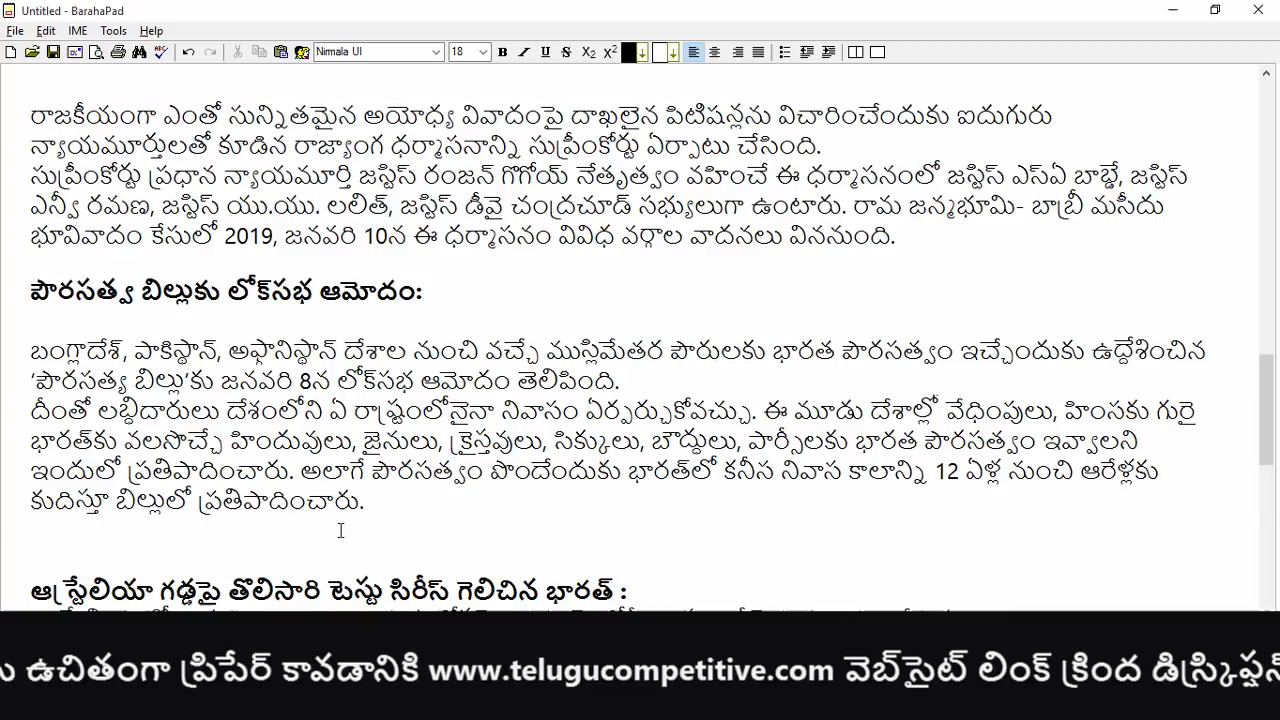 Untitled - BarahaPad
File Edit IME Tools Help
Nimala UI 18
రాజకీయంగా ఎంతో సున్నితమైన అయోధ్య వివాదంపై దాఖలైన పిటిషన్లను విచారించేందుకు ఐదుగురు
న్యాయమూర్తులతో కూడిన రాజ్యాంగ ధర్మాసనాన్ని సుప్రీంకోర్టు ఏర్పాటు చేసింది.
సుప్రీంకోర్టు ప్రధాన న్యాయమూర్తి జస్టిస్ రంజన్ గొగోయ్ నేతృత్వం వహించే ఈ ధర్మాసనంలో జస్టిస్ ఎస్ఏ బాబ్డే, జస్టిస్
ఎన్వీ రమణ, జస్టిస్ యు.యు. లలిత్, జస్టిస్ డీవై చంద్రచూడ్ సభ్యులుగా ఉంటారు. రామ జన్మభూమి- బాబ్రీ మసీదు
భూవివాదం కేసులో 2019, జనవరి 10న ఈ ధర్మాసనం వివిధ వర్గాల వాదనలు విననుంది.
పౌరసత్వ బిల్లుకు లోక్‌సభ ఆమోదం:
బంగ్లాదేశ్, పాకిస్థాన్, అఫ్గానిస్థాన్ దేశాల నుంచి వచ్చే ముస్లిమేతర పౌరులకు భారత పౌరసత్వం ఇచ్చేందుకు ఉద్దేశించిన
‘పౌరసత్య బిల్లు’కు జనవరి 8న లోక్‌సభ ఆమోదం తెలిపింది.
దీంతో లబ్ధిదారులు దేశంలోని ఏ రాష్ట్రంలోనైనా నివాసం ఏర్పర్చుకోవచ్చు. ఈ మూడు దేశాల్లో వేధింపులు, హింసకు గురై
భారత్‌కు వలసొచ్చే హిందువులు, జైనులు, క్రైస్తవులు, సిక్కులు, బౌద్ధులు, పార్సీలకు భారత పౌరసత్వం ఇవ్వాలని
ఇందులో ప్రతిపాదించారు. అలాగే పౌరసత్వం పొందేందుకు భారత్‌లో కనీస నివాస కాలాన్ని 12 ఏళ్ల నుంచి ఆరేళ్లకు
కుదిస్తూ బిల్లులో ప్రతిపాదించారు.
ఆస్ట్రేలియా గడ్డపై తొలిసారి టెస్టు సిరీస్ గెలిచిన భారత్ :
ఉచితంగా ప్రిపేర్ కావడానికి www.telugucompetitive.com వెబ్‌సైట్ లింక్ క్రింద డిస్క్రిప్షన్